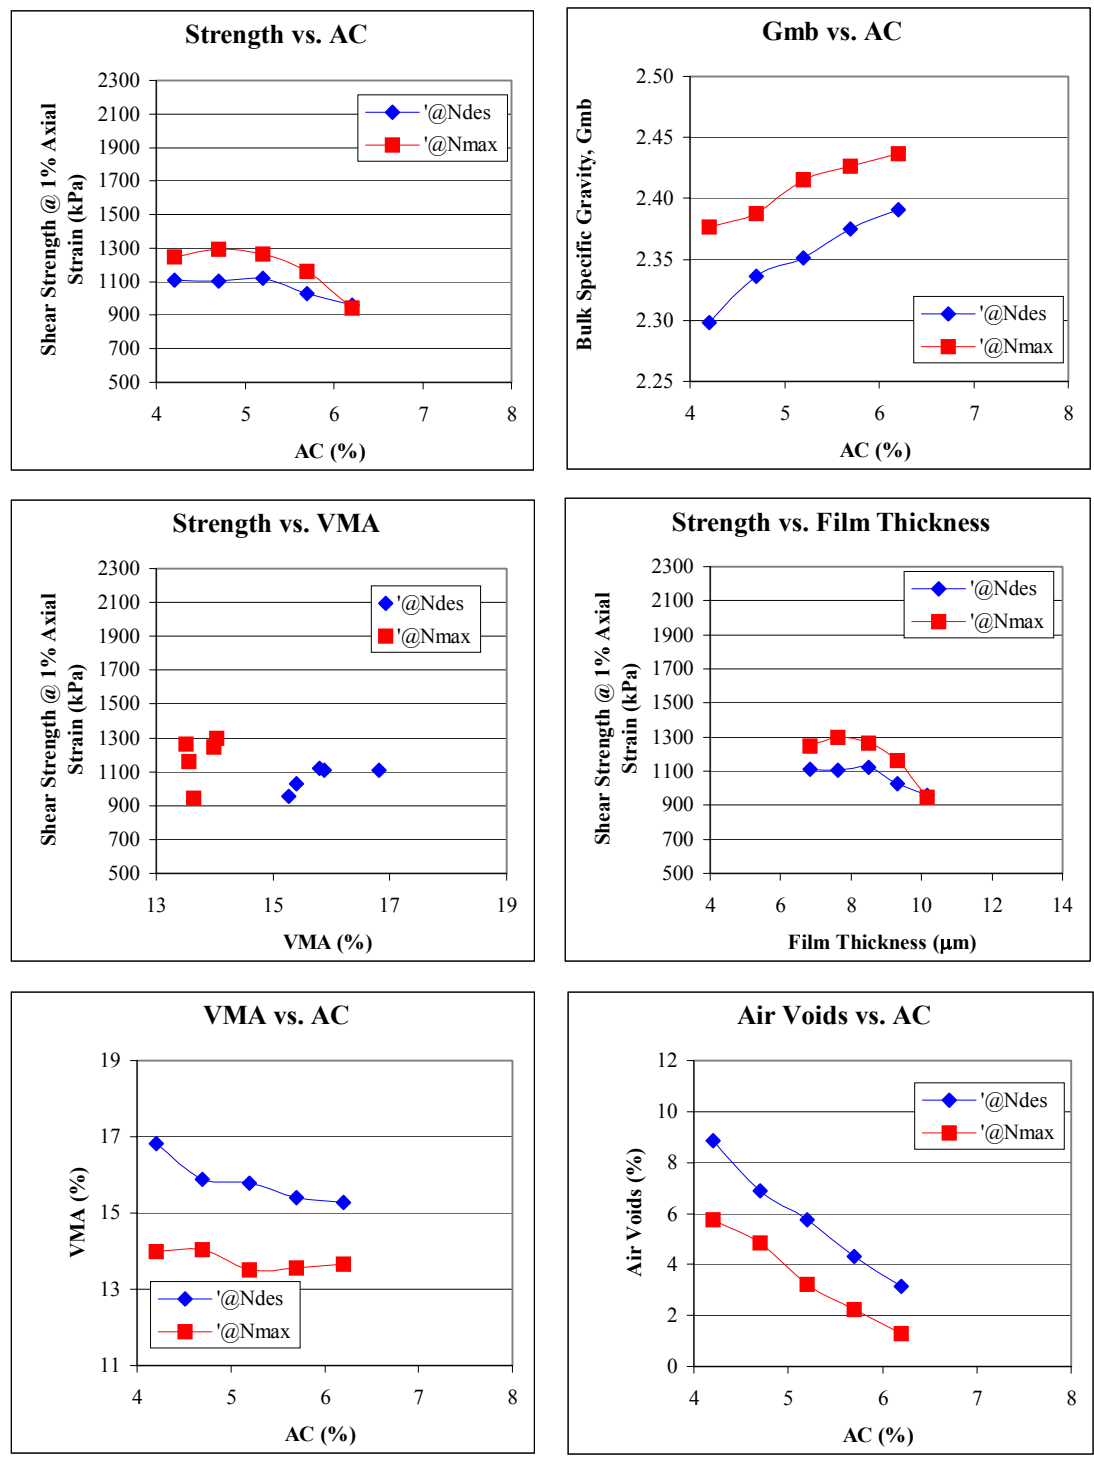 Strength vs. AC
Shear Strength @ 1% Axial
Strain (kPa)
2300
2100
1900
1700
1500
1300
1100
900
700
500
'@Ndes
'@Nmax
4 5 6 7 8
AC (%)
Gmb vs. AC
Bulk Specific Gravity, Gmb
2.50
2.45
2.40
2.35
2.30
2.25
'@Ndes
'@Nmax
4 5 6 7 8
AC (%)
Strength vs. VMA
Shear Strength @ 1% Axial
Strain (kPa)
2300
2100
1900
1700
1500
1300
1100
900
700
500
'@Ndes
'@Nmax
13 15 17 19
VMA (%)
Strength vs. Film Thickness
Shear Strength @ 1% Axial
Strain (kPa)
2300
2100
1900
1700
1500
1300
1100
900
700
500
'@Ndes
'@Nmax
4 6 8 10 12 14
Film Thickness (μm)
VMA vs. AC
VMA (%)
19
17
15
13
11
'@Ndes
'@Nmax
4 5 6 7 8
AC (%)
Air Voids vs. AC
Air Voids (%)
12
10
8
6
4
2
0
'@Ndes
'@Nmax
4 5 6 7 8
AC (%)